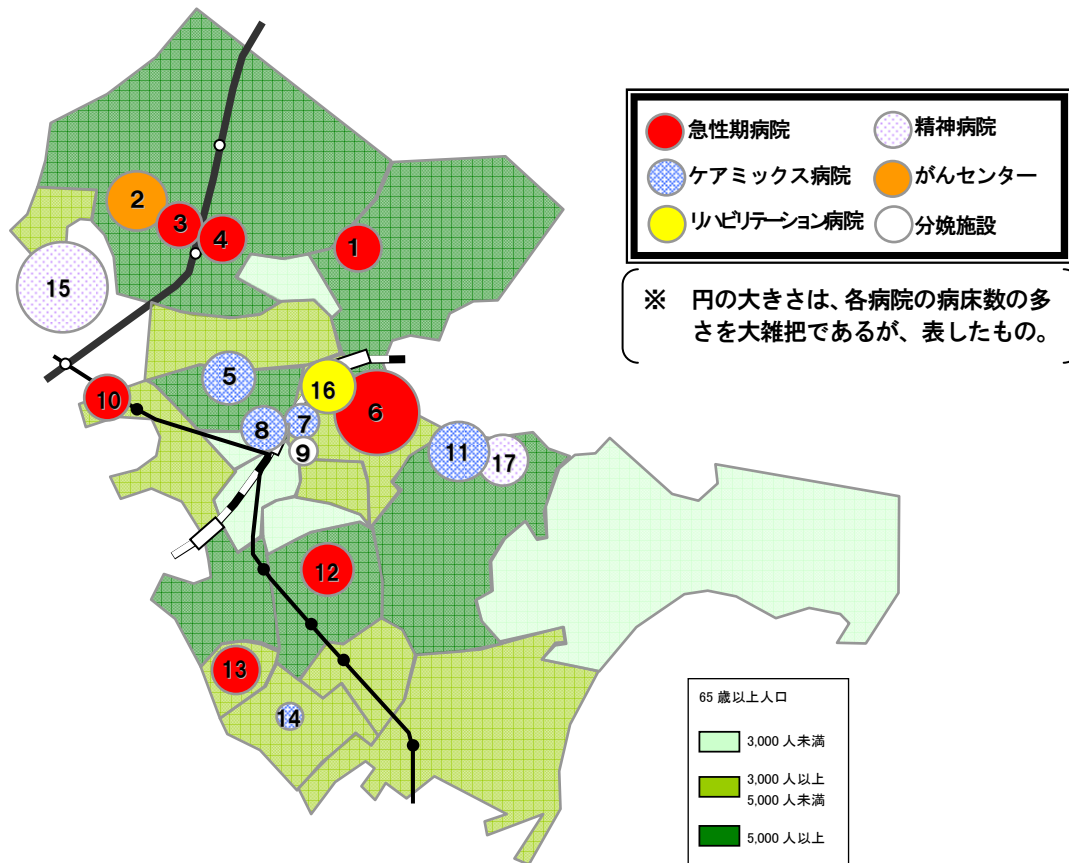 急性期病院
精神病院
ケアミックス病院
がんセンター
リハビリテーション病院
分娩施設
※ 円の大きさは、各病院の病床数の多
さを大雑把であるが、表したもの。
2
3
4
1
15
5
16
10
6
8
7
9
11
17
12
13
14
65 歳以上人口
3,000 人未満
3,000 人以上
5,000 人未満
5,000 人以上